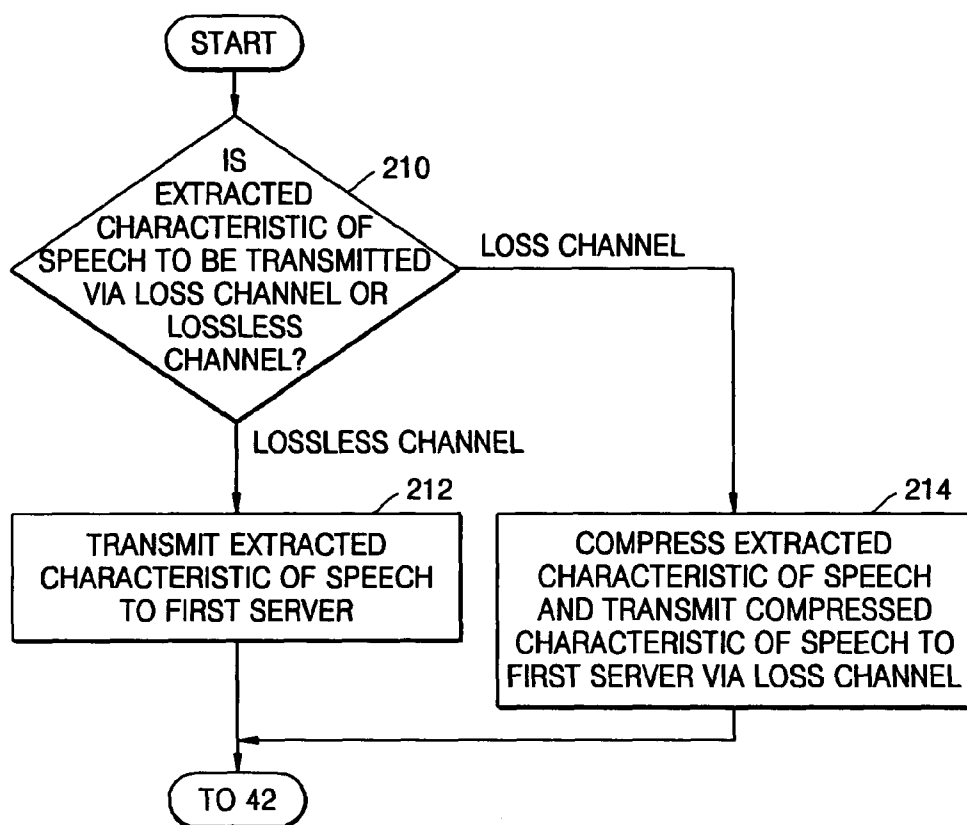 START
IS
EXTRACTED
CHARACTERISTIC OF
SPEECH TO BE TRANSMITTED
VIA LOSS CHANNEL OR
LOSSLESS
CHANNEL?
210
LOSS CHANNEL
LOSSLESS CHANNEL
212
TRANSMIT EXTRACTED
CHARACTERISTIC OF SPEECH
TO FIRST SERVER
214
COMPRESS EXTRACTED
CHARACTERISTIC OF SPEECH
AND TRANSMIT COMPRESSED
CHARACTERISTIC OF SPEECH TO
FIRST SERVER VIA LOSS CHANNEL
TO 42